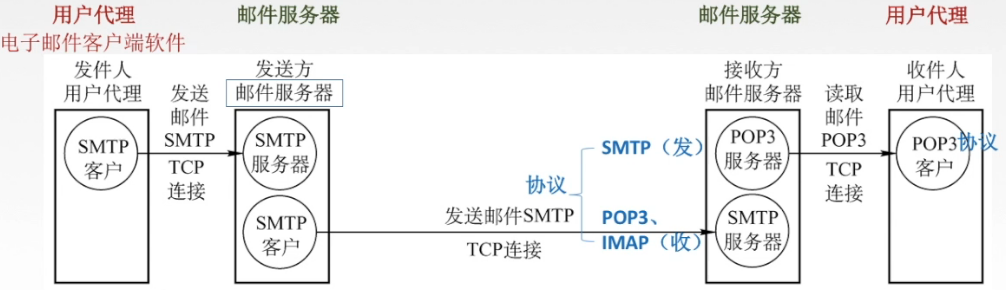 用户代理
邮件服务器
邮件服务器
用户代理
电子邮件客户端软件
发件人
用户代理
发送
邮件
SMTP
TCP
连接
SMTP
客户
发送方
邮件服务器
SMTP
服务器
SMTP
客户
发送邮件SMTP
TCP连接
协议
SMTP（发）
POP3、
IMAP（收）
接收方
邮件服务器
POP3
服务器
SMTP
服务器
读取
邮件
POP3
TCP
连接
收件人
用户代理
POP3
客户
协议